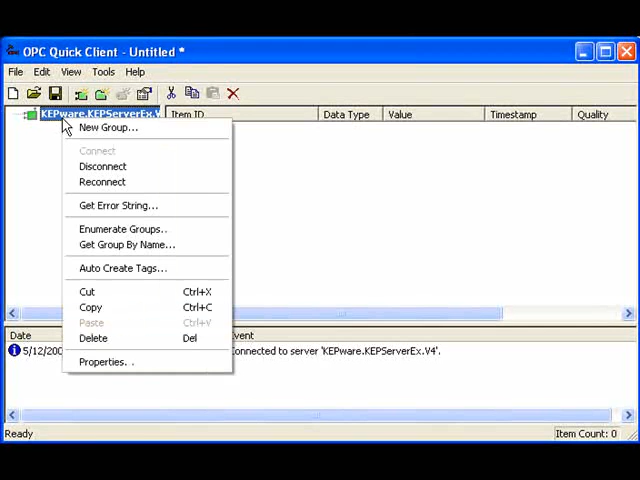 OPC Quick Client - Untitled *
File Edit View Tools Help
KEPware.KEPServerEx.V Item ID Data Type Value Timestamp Quality
New Group...
Connect
Disconnect
Reconnect
Get Error String...
Enumerate Groups..
Get Group By Name...
Auto Create Tags...
Cut Ctrl+X
Copy Ctrl+C
Paste Ctrl+V
Delete Del
Properties. .
Date Event
5/12/200 Connected to server 'KEPware.KEPServerEx.V4'.
Ready Item Count: 0